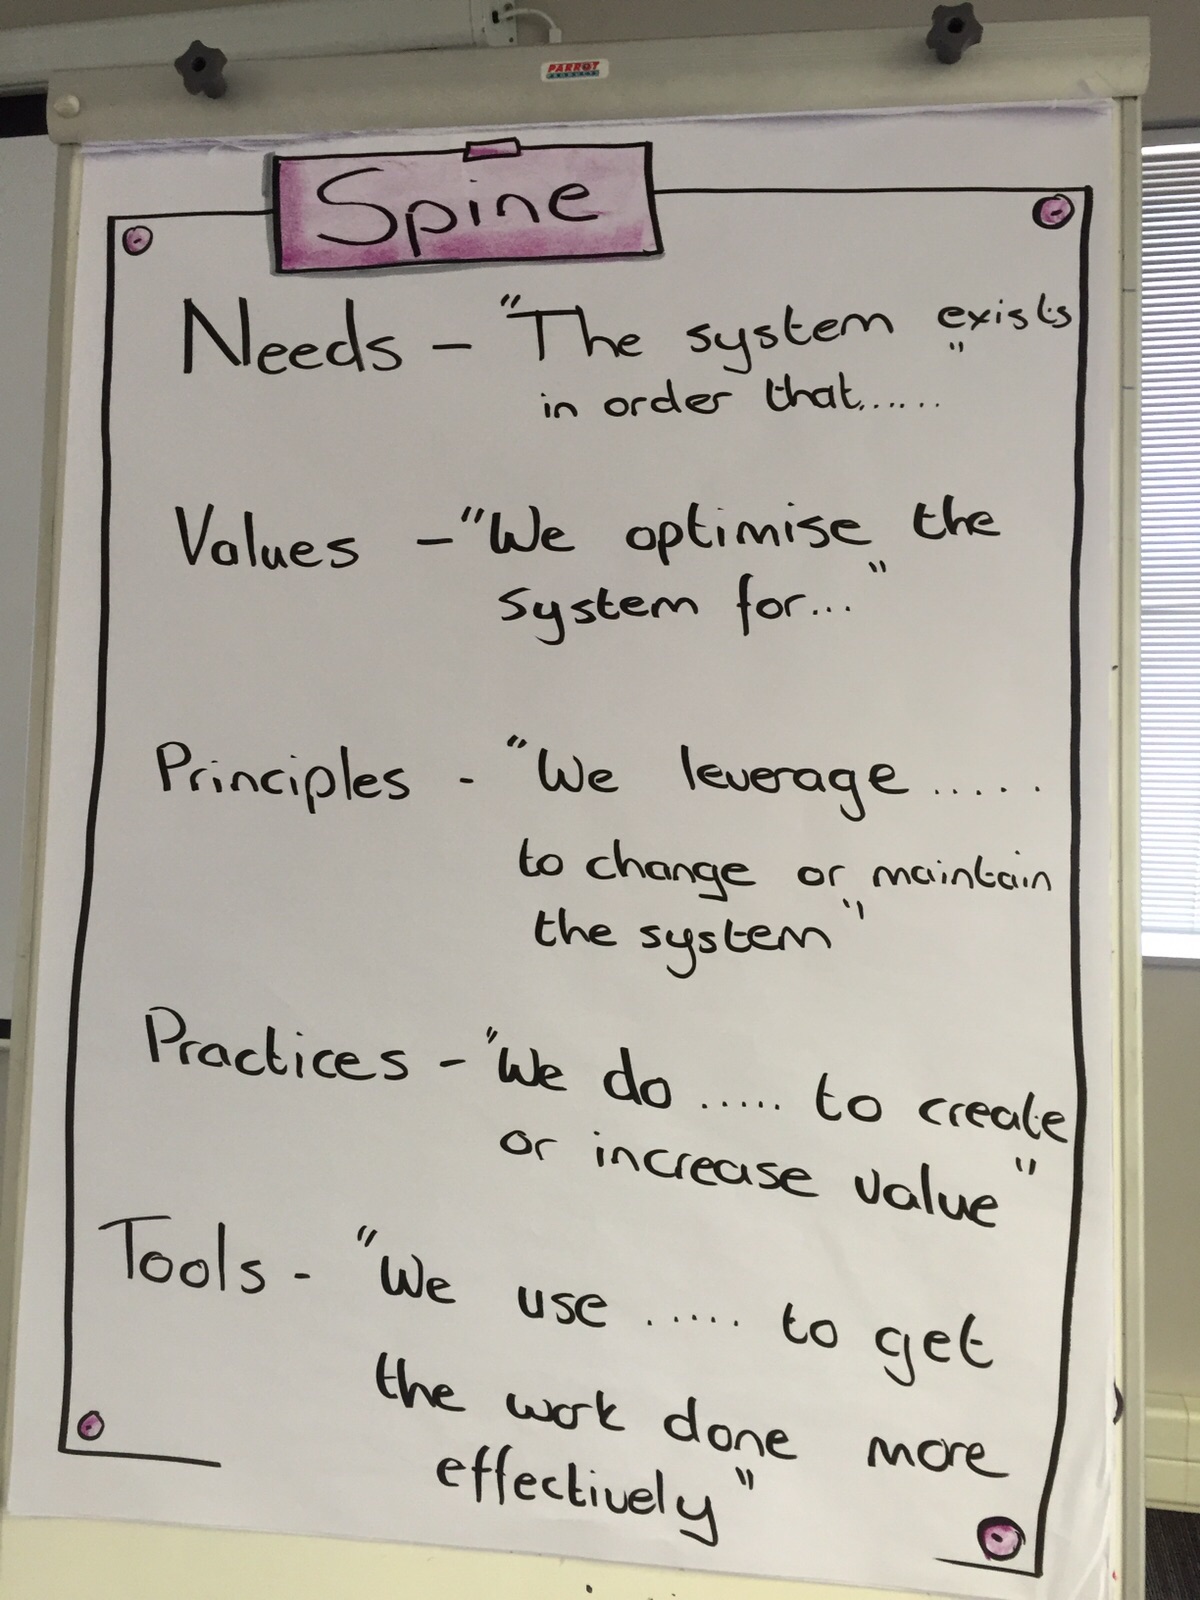 PARROT
Spine
Needs - "The system exists
in order that......"
Values - "We optimise the
system for..."
Principles - "We leverage .....
to change or maintain
the system"
Practices - "We do ..... to create
or increase value"
Tools - "We use ..... to get
the work done more
effectively"